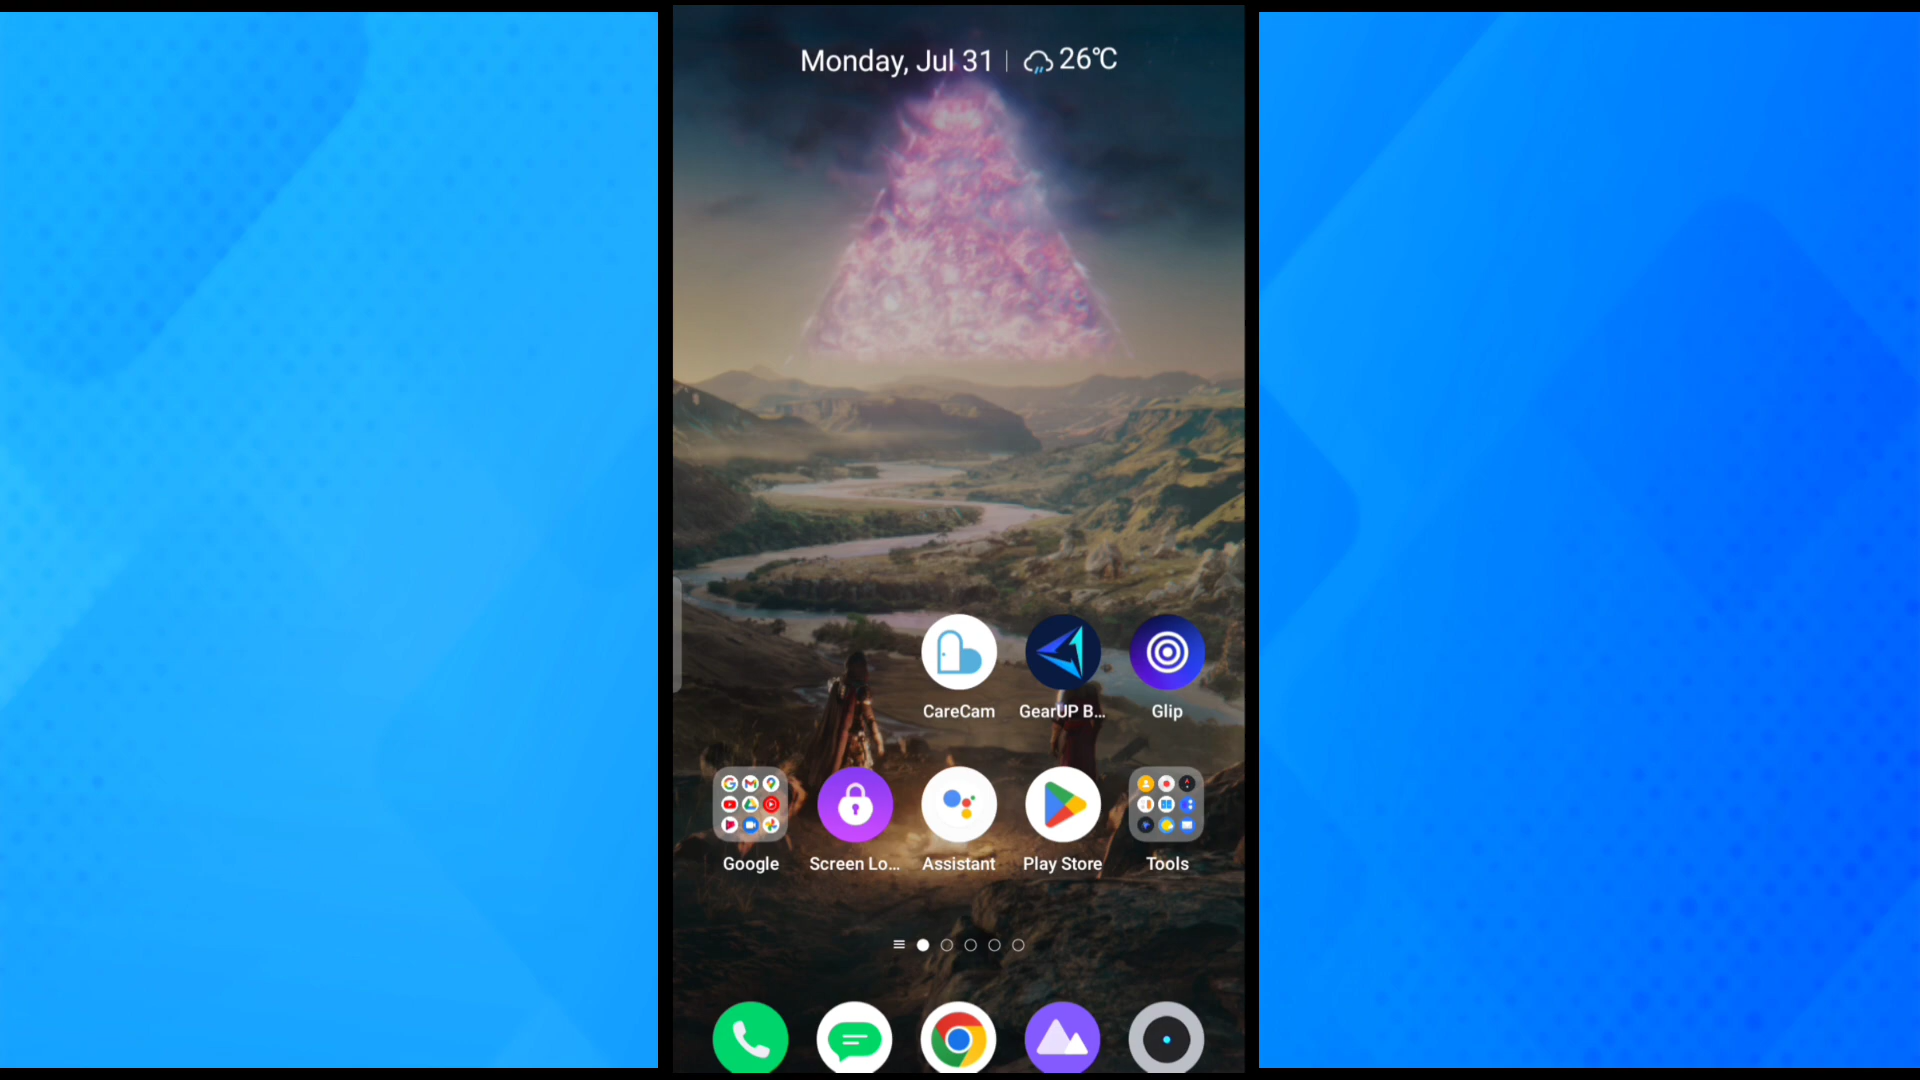 Monday, Jul 31 26°C
CareCam GearUP B... Glip
Google Screen Lo... Assistant Play Store Tools